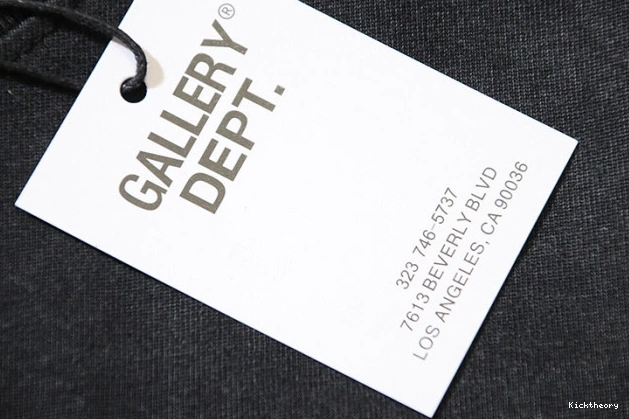 GALLERY®
DEPT.
323 746-5737
7613 BEVERLY BLVD
LOS ANGELES, CA 90036
Kicktheory